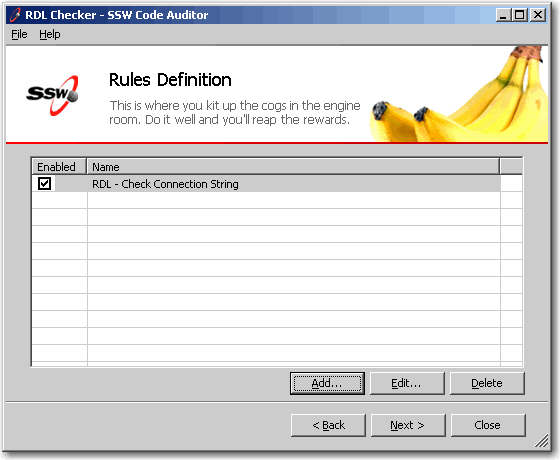 RDL Checker - SSW Code Auditor
File Help
SSW
Rules Definition
This is where you kit up the cogs in the engine
room. Do it well and you'll reap the rewards.
Enabled Name
RDL - Check Connection String
Add... Edit... Delete
< Back Next > Close